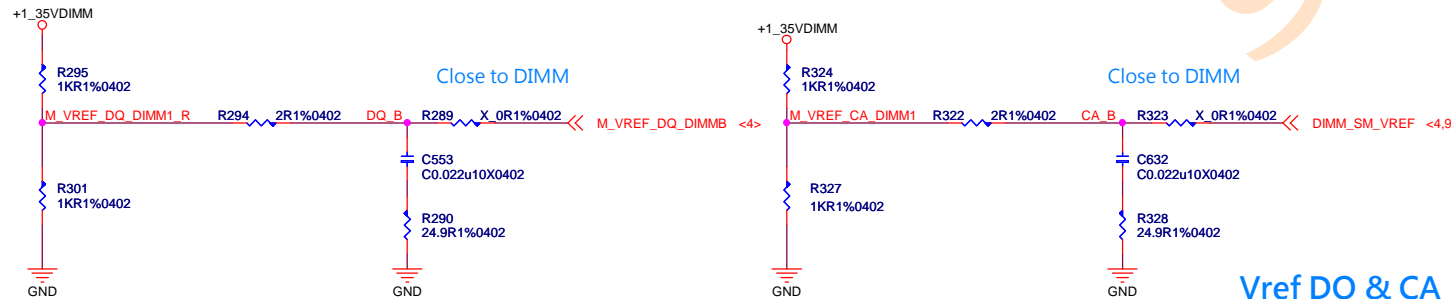 +1_35VDIMM
R295
1KR1%0402
Close to DIMM
M_VREF_DQ_DIMM1_R
R294
2R1%0402
DQ_B
R289
X_0R1%0402
M_VREF_DQ_DIMMB <4>
C553
C0.022u10X0402
R301
1KR1%0402
R290
24.9R1%0402
GND
GND
+1_35VDIMM
R324
1KR1%0402
Close to DIMM
M_VREF_CA_DIMM1
R322
2R1%0402
CA_B
R323
X_0R1%0402
DIMM_SM_VREF <4,9
C632
C0.022u10X0402
R327
1KR1%0402
R328
24.9R1%0402
GND
GND
Vref DO & CA